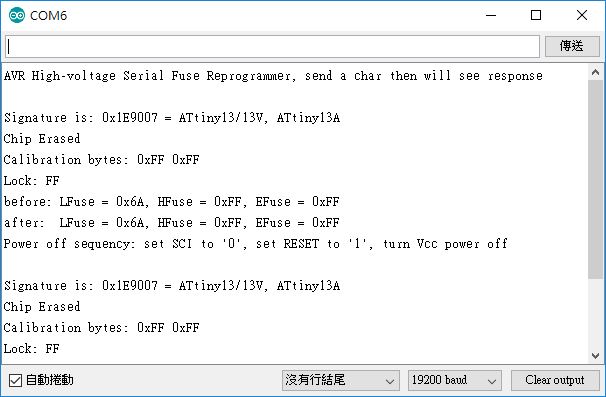 COM6
傳送
AVR High-voltage Serial Fuse Reprogrammer, send a char then will see response
Signature is: 0x1E9007 = ATtiny13/13V, ATtiny13A
Chip Erased
Calibration bytes: 0xFF 0xFF
Lock: FF
before: LFuse = 0x6A, HFuse = 0xFF, EFuse = 0xFF
after:  LFuse = 0x6A, HFuse = 0xFF, EFuse = 0xFF
Power off sequency: set SCI to '0', set RESET to '1', turn Vcc power off
Signature is: 0x1E9007 = ATtiny13/13V, ATtiny13A
Chip Erased
Calibration bytes: 0xFF 0xFF
Lock: FF
自動捲動 沒有行結尾 19200 baud Clear output